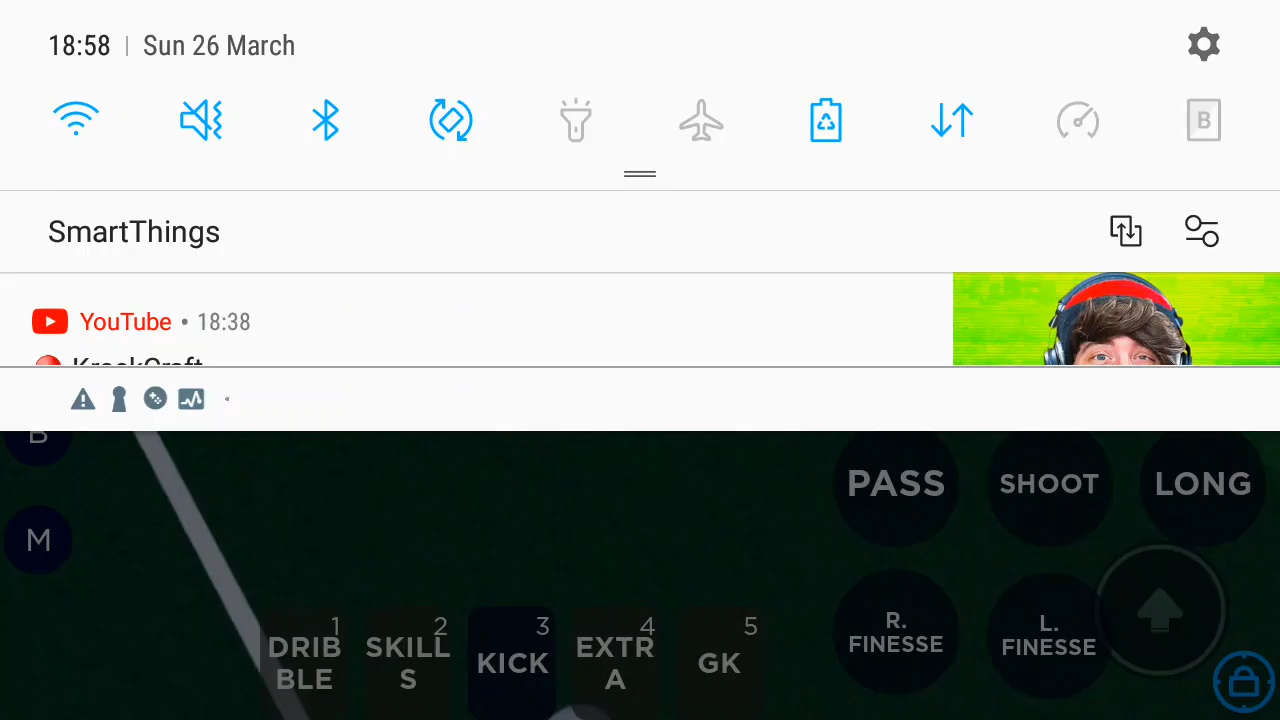 18:58 | Sun 26 March
B
SmartThings
YouTube • 18:38
KreekCraft
B
PASS
SHOOT
LONG
M
R. FINESSE
L. FINESSE
1
DRIB
BLE
2
SKILL
S
3
KICK
4
EXTR
A
5
GK